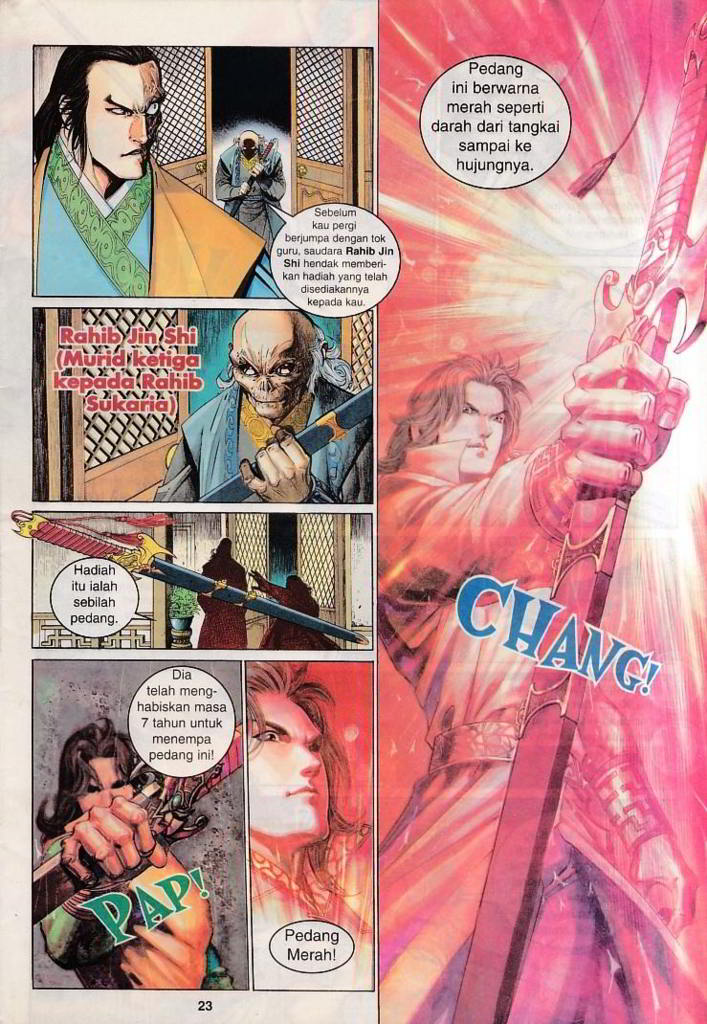 Sebelum
kau pergi
berjumpa dengan tok
guru, saudara Rahib Jin
Shi hendak memberi-
kan hadiah yang telah
disediakannya
kepada kau.
Rahib Jin Shi
(Murid ketiga
kepada Rahib
Sukaria)
Hadiah
itu ialah
sebilah
pedang.
Dia
telah meng-
habiskan masa
7 tahun untuk
menempa
pedang ini!
PAP!
Pedang
Merah!
Pedang
ini berwarna
merah seperti
darah dari tangkai
sampai ke
hujungnya.
CHANG!
23